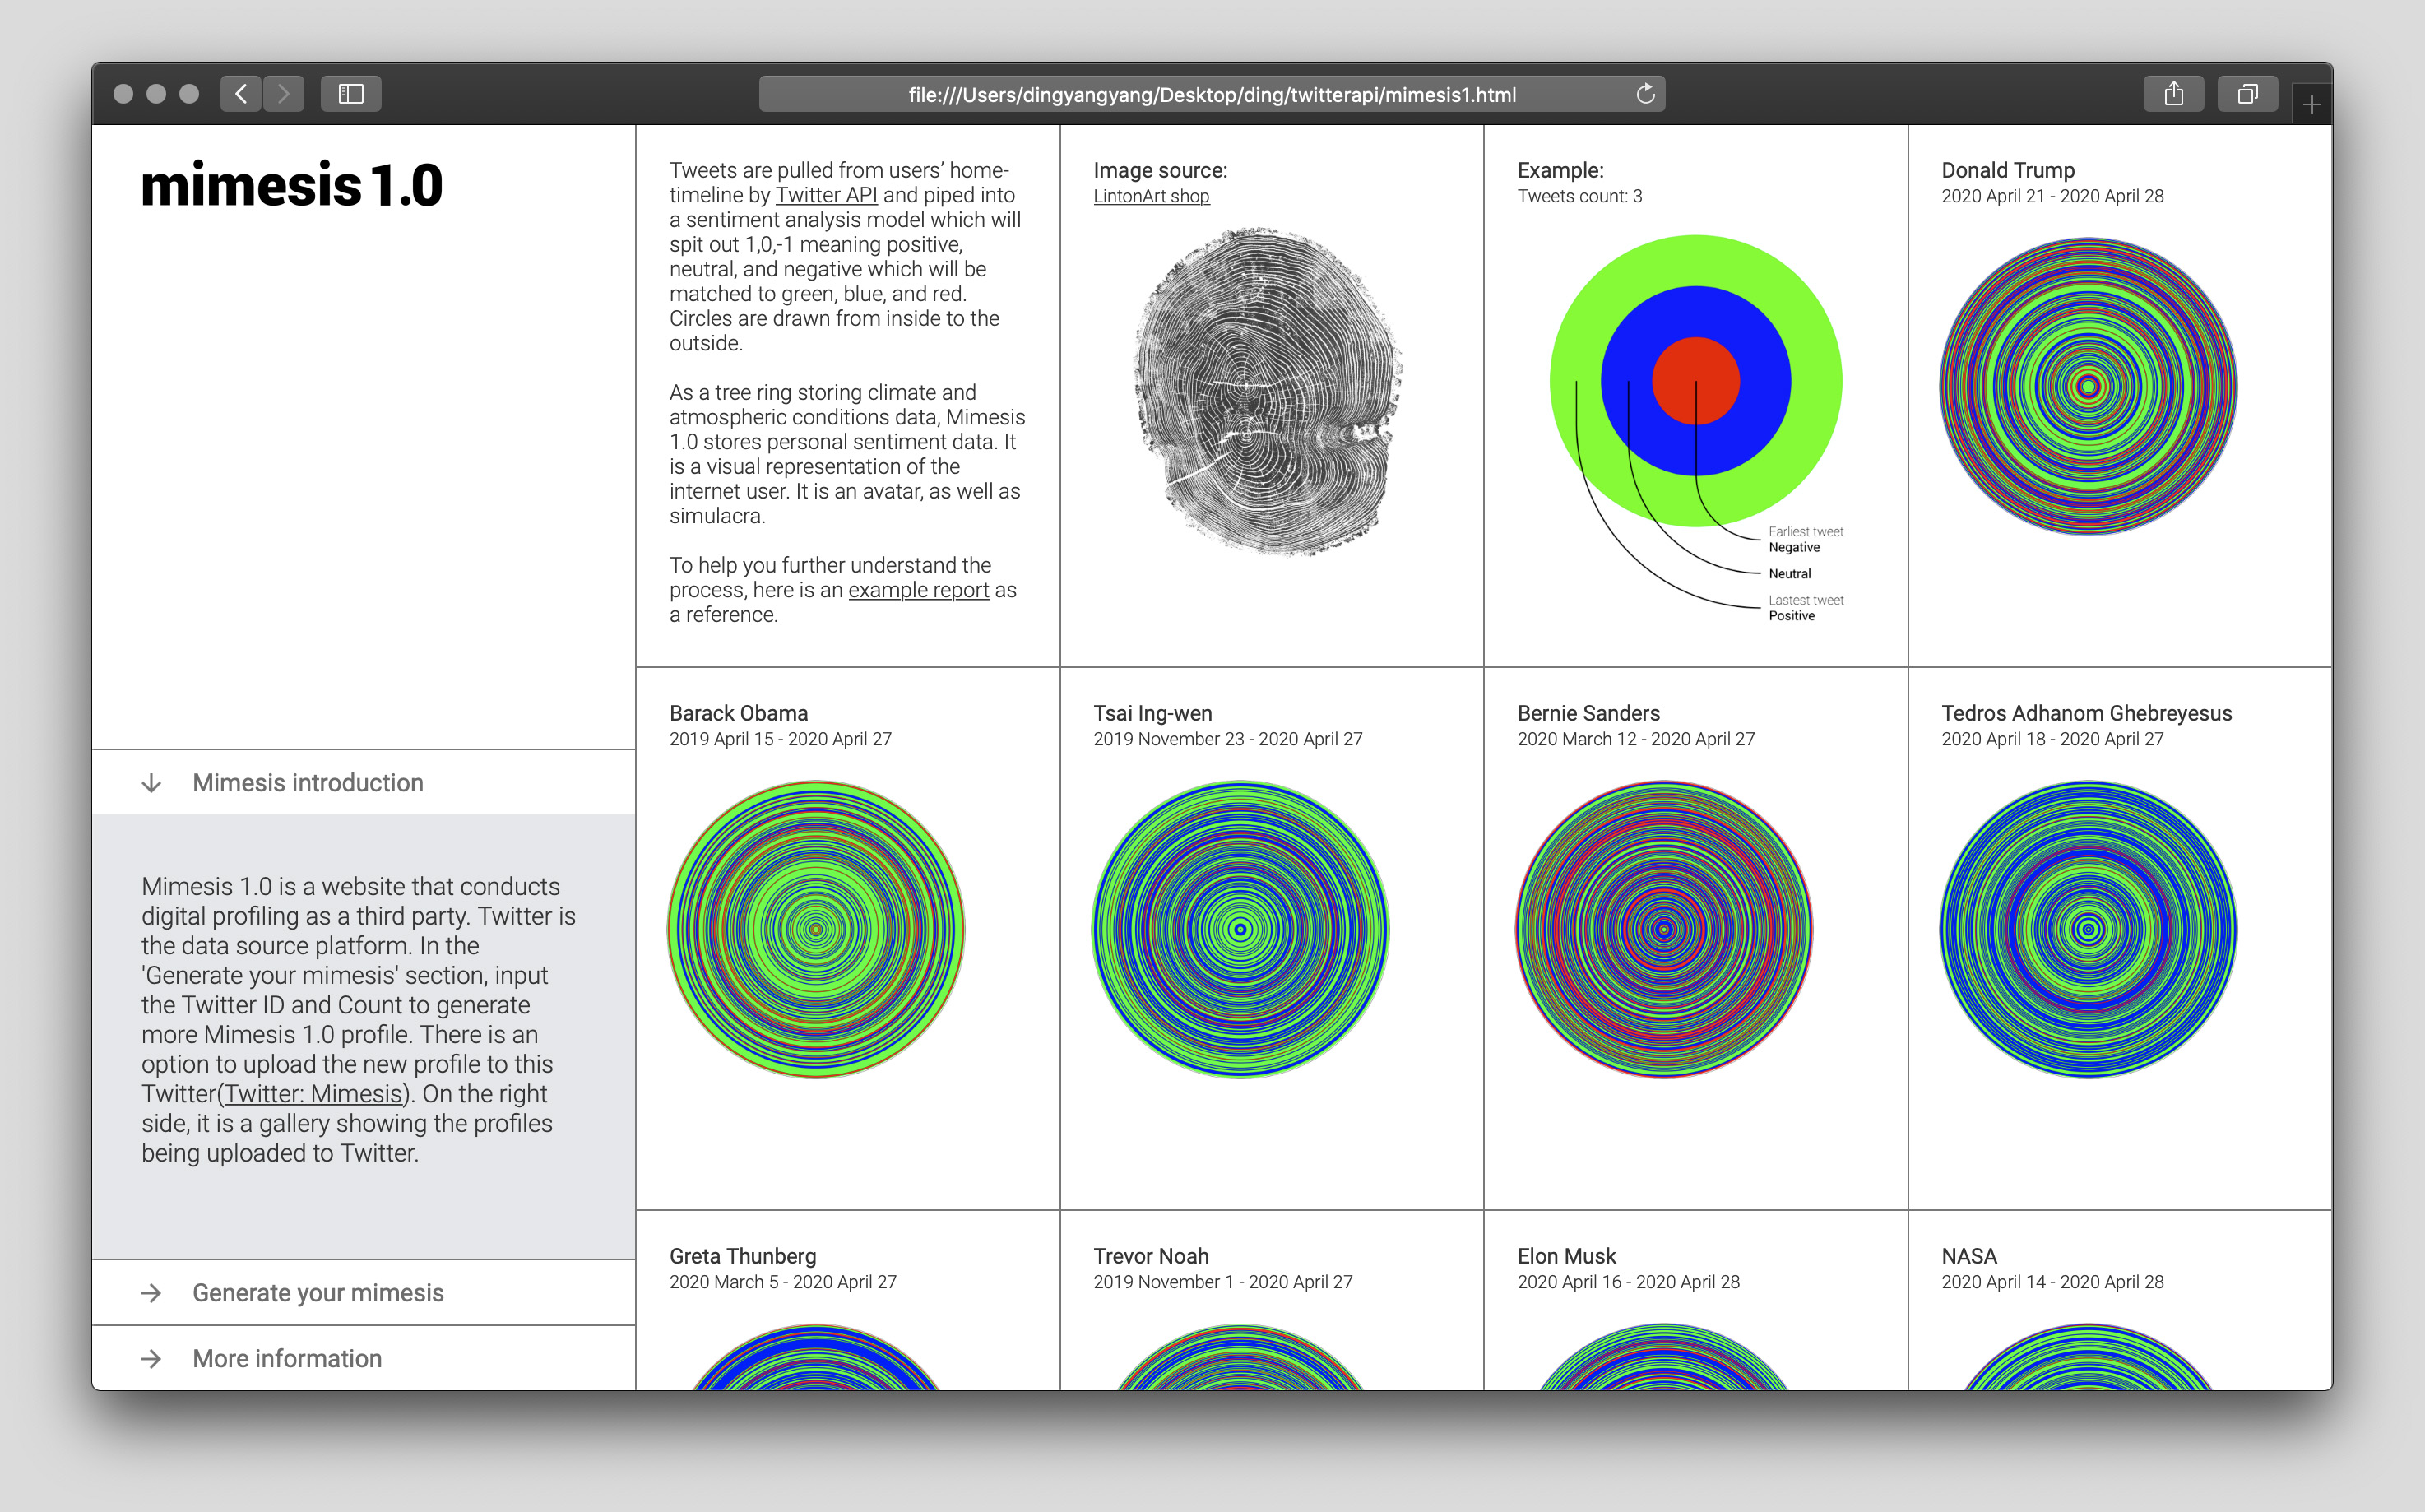 file:///Users/dingyangyang/Desktop/ding/twitterapi/mimesis1.html
mimesis 1.0
Mimesis introduction
Mimesis 1.0 is a website that conducts
digital profiling as a third party. Twitter is
the data source platform. In the
'Generate your mimesis' section, input
the Twitter ID and Count to generate
more Mimesis 1.0 profile. There is an
option to upload the new profile to this
Twitter(Twitter: Mimesis). On the right
side, it is a gallery showing the profiles
being uploaded to Twitter.
Generate your mimesis
More information
Tweets are pulled from users’ home-
timeline by Twitter API and piped into
a sentiment analysis model which will
spit out 1,0,-1 meaning positive,
neutral, and negative which will be
matched to green, blue, and red.
Circles are drawn from inside to the
outside.
As a tree ring storing climate and
atmospheric conditions data, Mimesis
1.0 stores personal sentiment data. It
is a visual representation of the
internet user. It is an avatar, as well as
simulacra.
To help you further understand the
process, here is an example report as
a reference.
Image source:
LintonArt shop
Example:
Tweets count: 3
Earliest tweet
Negative
Neutral
Lastest tweet
Positive
Donald Trump
2020 April 21 - 2020 April 28
Barack Obama
2019 April 15 - 2020 April 27
Tsai Ing-wen
2019 November 23 - 2020 April 27
Bernie Sanders
2020 March 12 - 2020 April 27
Tedros Adhanom Ghebreyesus
2020 April 18 - 2020 April 27
Greta Thunberg
2020 March 5 - 2020 April 27
Trevor Noah
2019 November 1 - 2020 April 27
Elon Musk
2020 April 16 - 2020 April 28
NASA
2020 April 14 - 2020 April 28